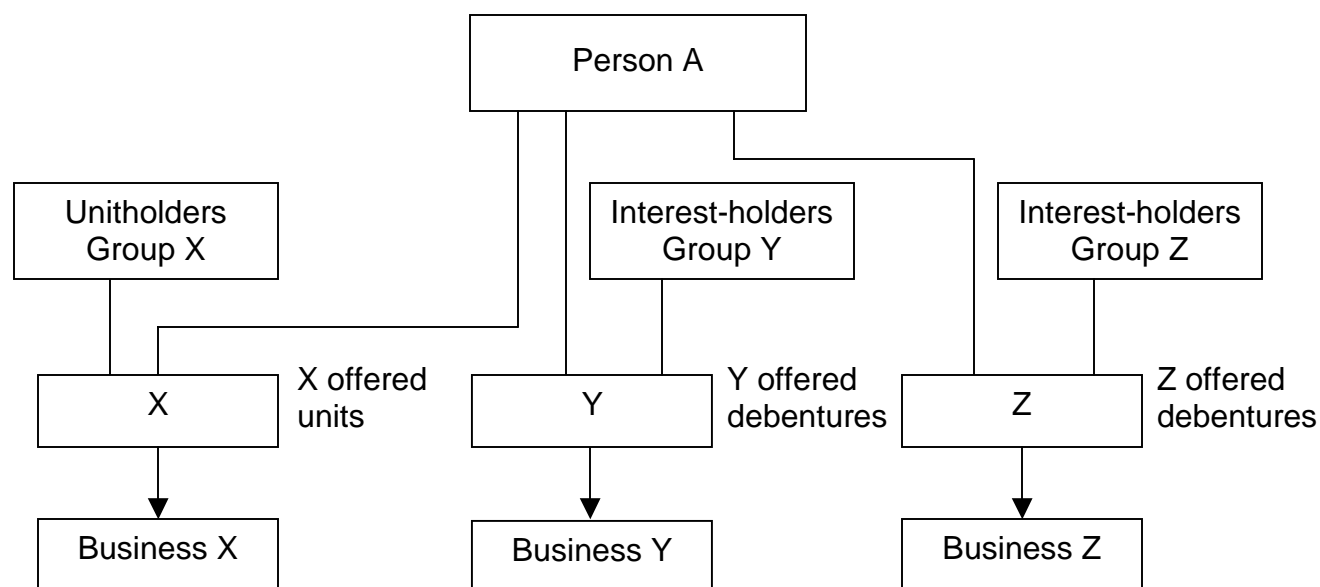 Person A
Unitholders
Group X
Interest-holders
Group Y
Interest-holders
Group Z
X
X offered
units
Y
Y offered
debentures
Z
Z offered
debentures
Business X
Business Y
Business Z